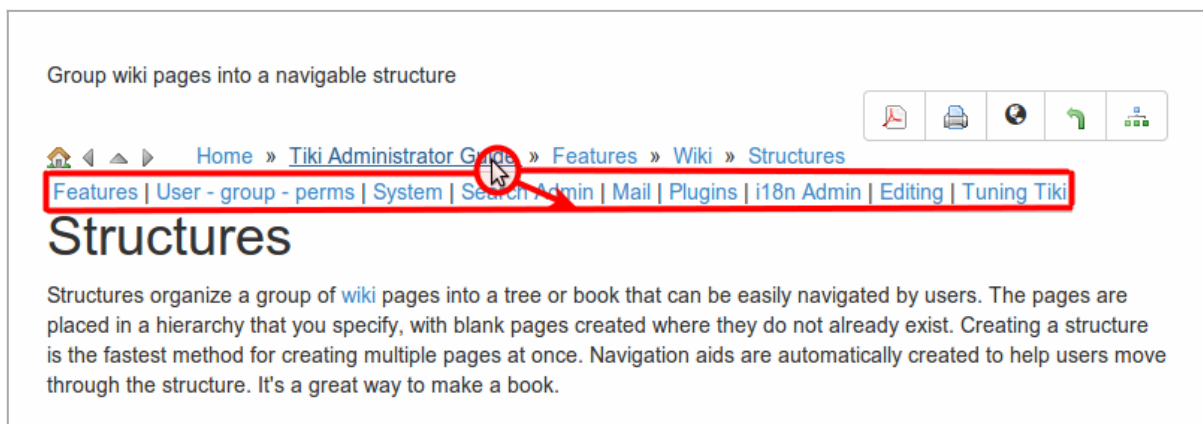 Group wiki pages into a navigable structure
Home » Tiki Administrator Guide » Features » Wiki » Structures
Features | User - group - perms | System | Search Admin | Mail | Plugins | i18n Admin | Editing | Tuning Tiki
Structures
Structures organize a group of wiki pages into a tree or book that can be easily navigated by users. The pages are
placed in a hierarchy that you specify, with blank pages created where they do not already exist. Creating a structure
is the fastest method for creating multiple pages at once. Navigation aids are automatically created to help users move
through the structure. It's a great way to make a book.